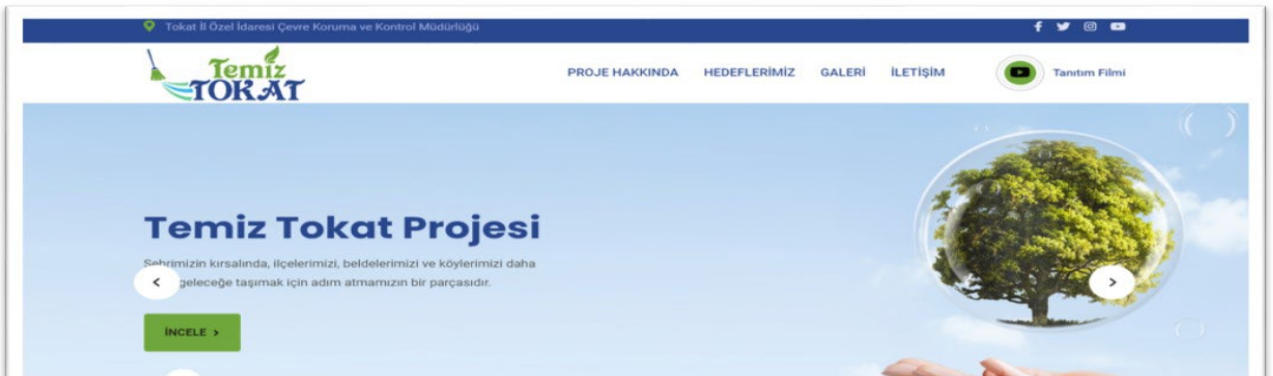 Tokat İl Özel İdaresi Çevre Koruma ve Kontrol Müdürlüğü
Temiz
TOKAT
PROJE HAKKINDA HEDEFLERİMİZ GALERİ İLETİŞİM Tanıtım Filmi
Temiz Tokat Projesi
Şehrimizin kırsalında, ilçelerimizi, beldelerimizi ve köylerimizi daha
geleceğe taşımak için adım atmamızın bir parçasıdır.
İNCELE >